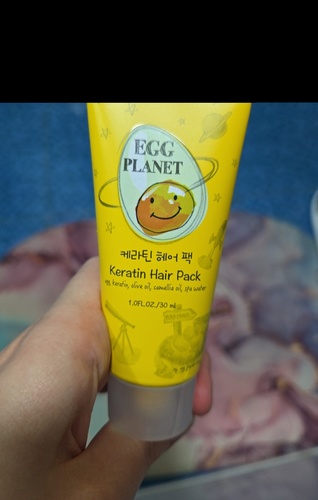 EGG
PLANET
케라틴 헤어 팩
Keratin Hair Pack
keratin, olive oil, camellia oil, spa water
1.0FL.OZ./30 ml